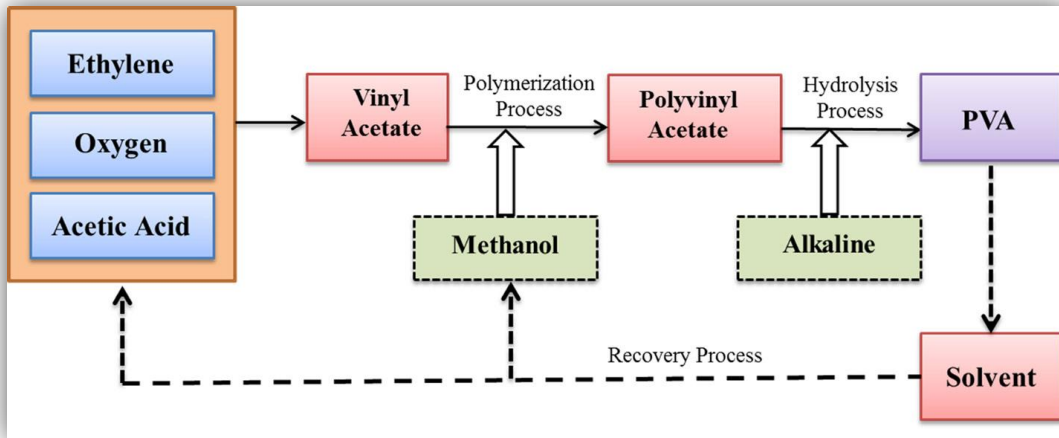 Ethylene
Oxygen
Acetic Acid
Vinyl
Acetate
Polymerization
Process
Polyvinyl
Acetate
Hydrolysis
Process
PVA
Methanol
Alkaline
Recovery Process
Solvent